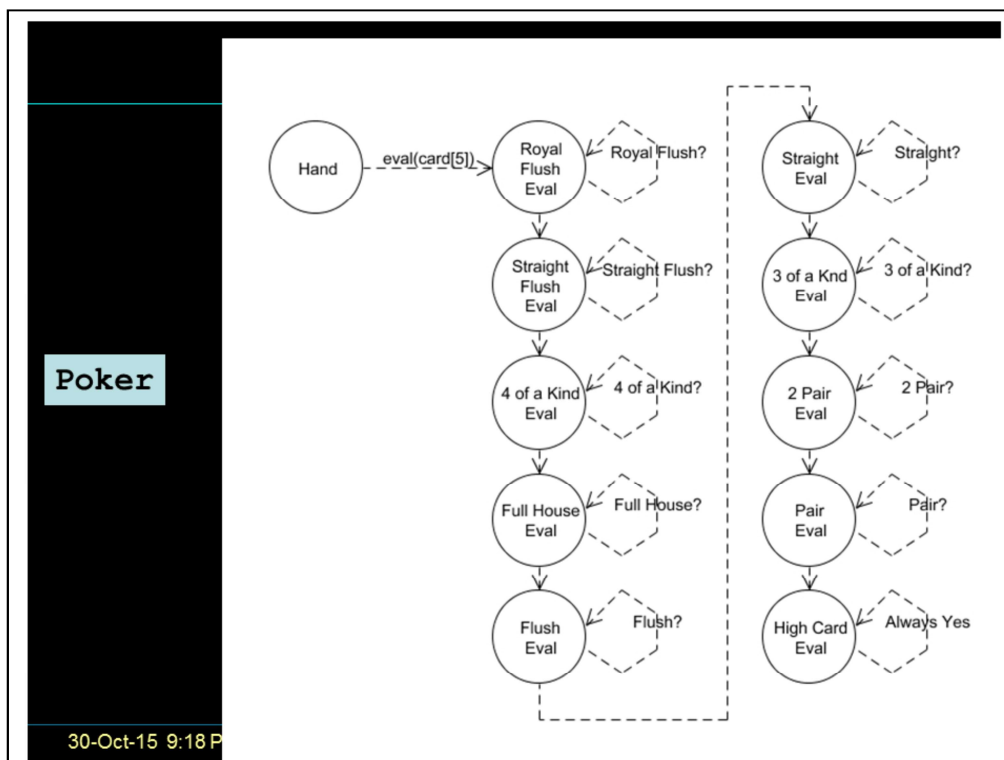 Poker
30-Oct-15 9:18 P
Hand
eval(card[5])
Royal
Flush
Eval
Royal Flush?
Straight
Flush
Eval
Straight Flush?
4 of a Kind
Eval
4 of a Kind?
Full House
Eval
Full House?
Flush
Eval
Flush?
Straight
Eval
Straight?
3 of a Knd
Eval
3 of a Kind?
2 Pair
Eval
2 Pair?
Pair
Eval
Pair?
High Card
Eval
Always Yes